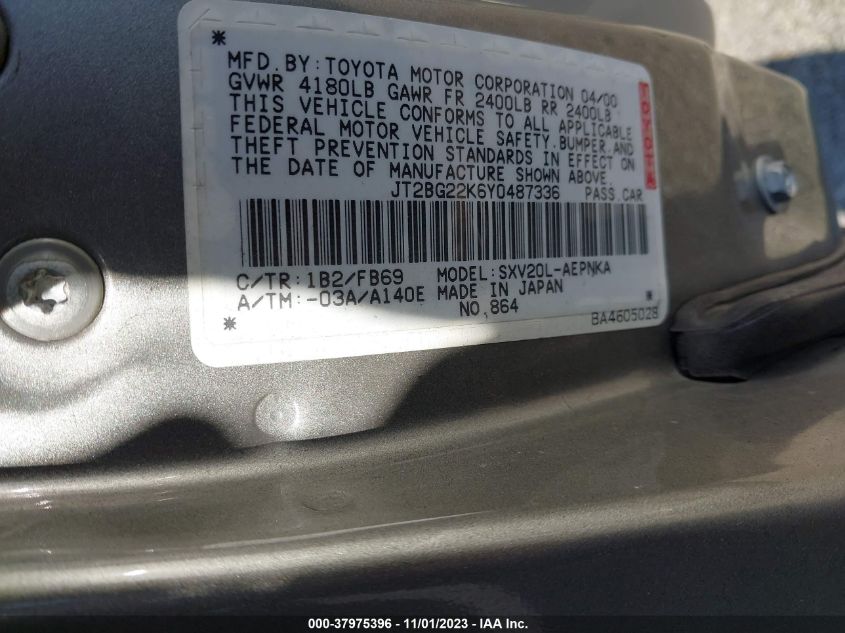 * MFD. BY: TOYOTA MOTOR CORPORATION 04/00
GVWR 4180LB GAWR FR 2400LB RR 2400LB
THIS VEHICLE CONFORMS TO ALL APPLICABLE
FEDERAL MOTOR VEHICLE SAFETY, BUMPER, AND
THEFT PREVENTION STANDARDS IN EFFECT ON
THE DATE OF MANUFACTURE SHOWN ABOVE.
JT2BG22K6Y0487336 PASS. CAR
C/TR: 1B2/FB69 MODEL: SXV20L-AEPNKA
A/TM: -03A/A140E MADE IN JAPAN
* NO, 864 BA4605028
TOYOTA
000-37975396 - 11/01/2023 - IAAI.com